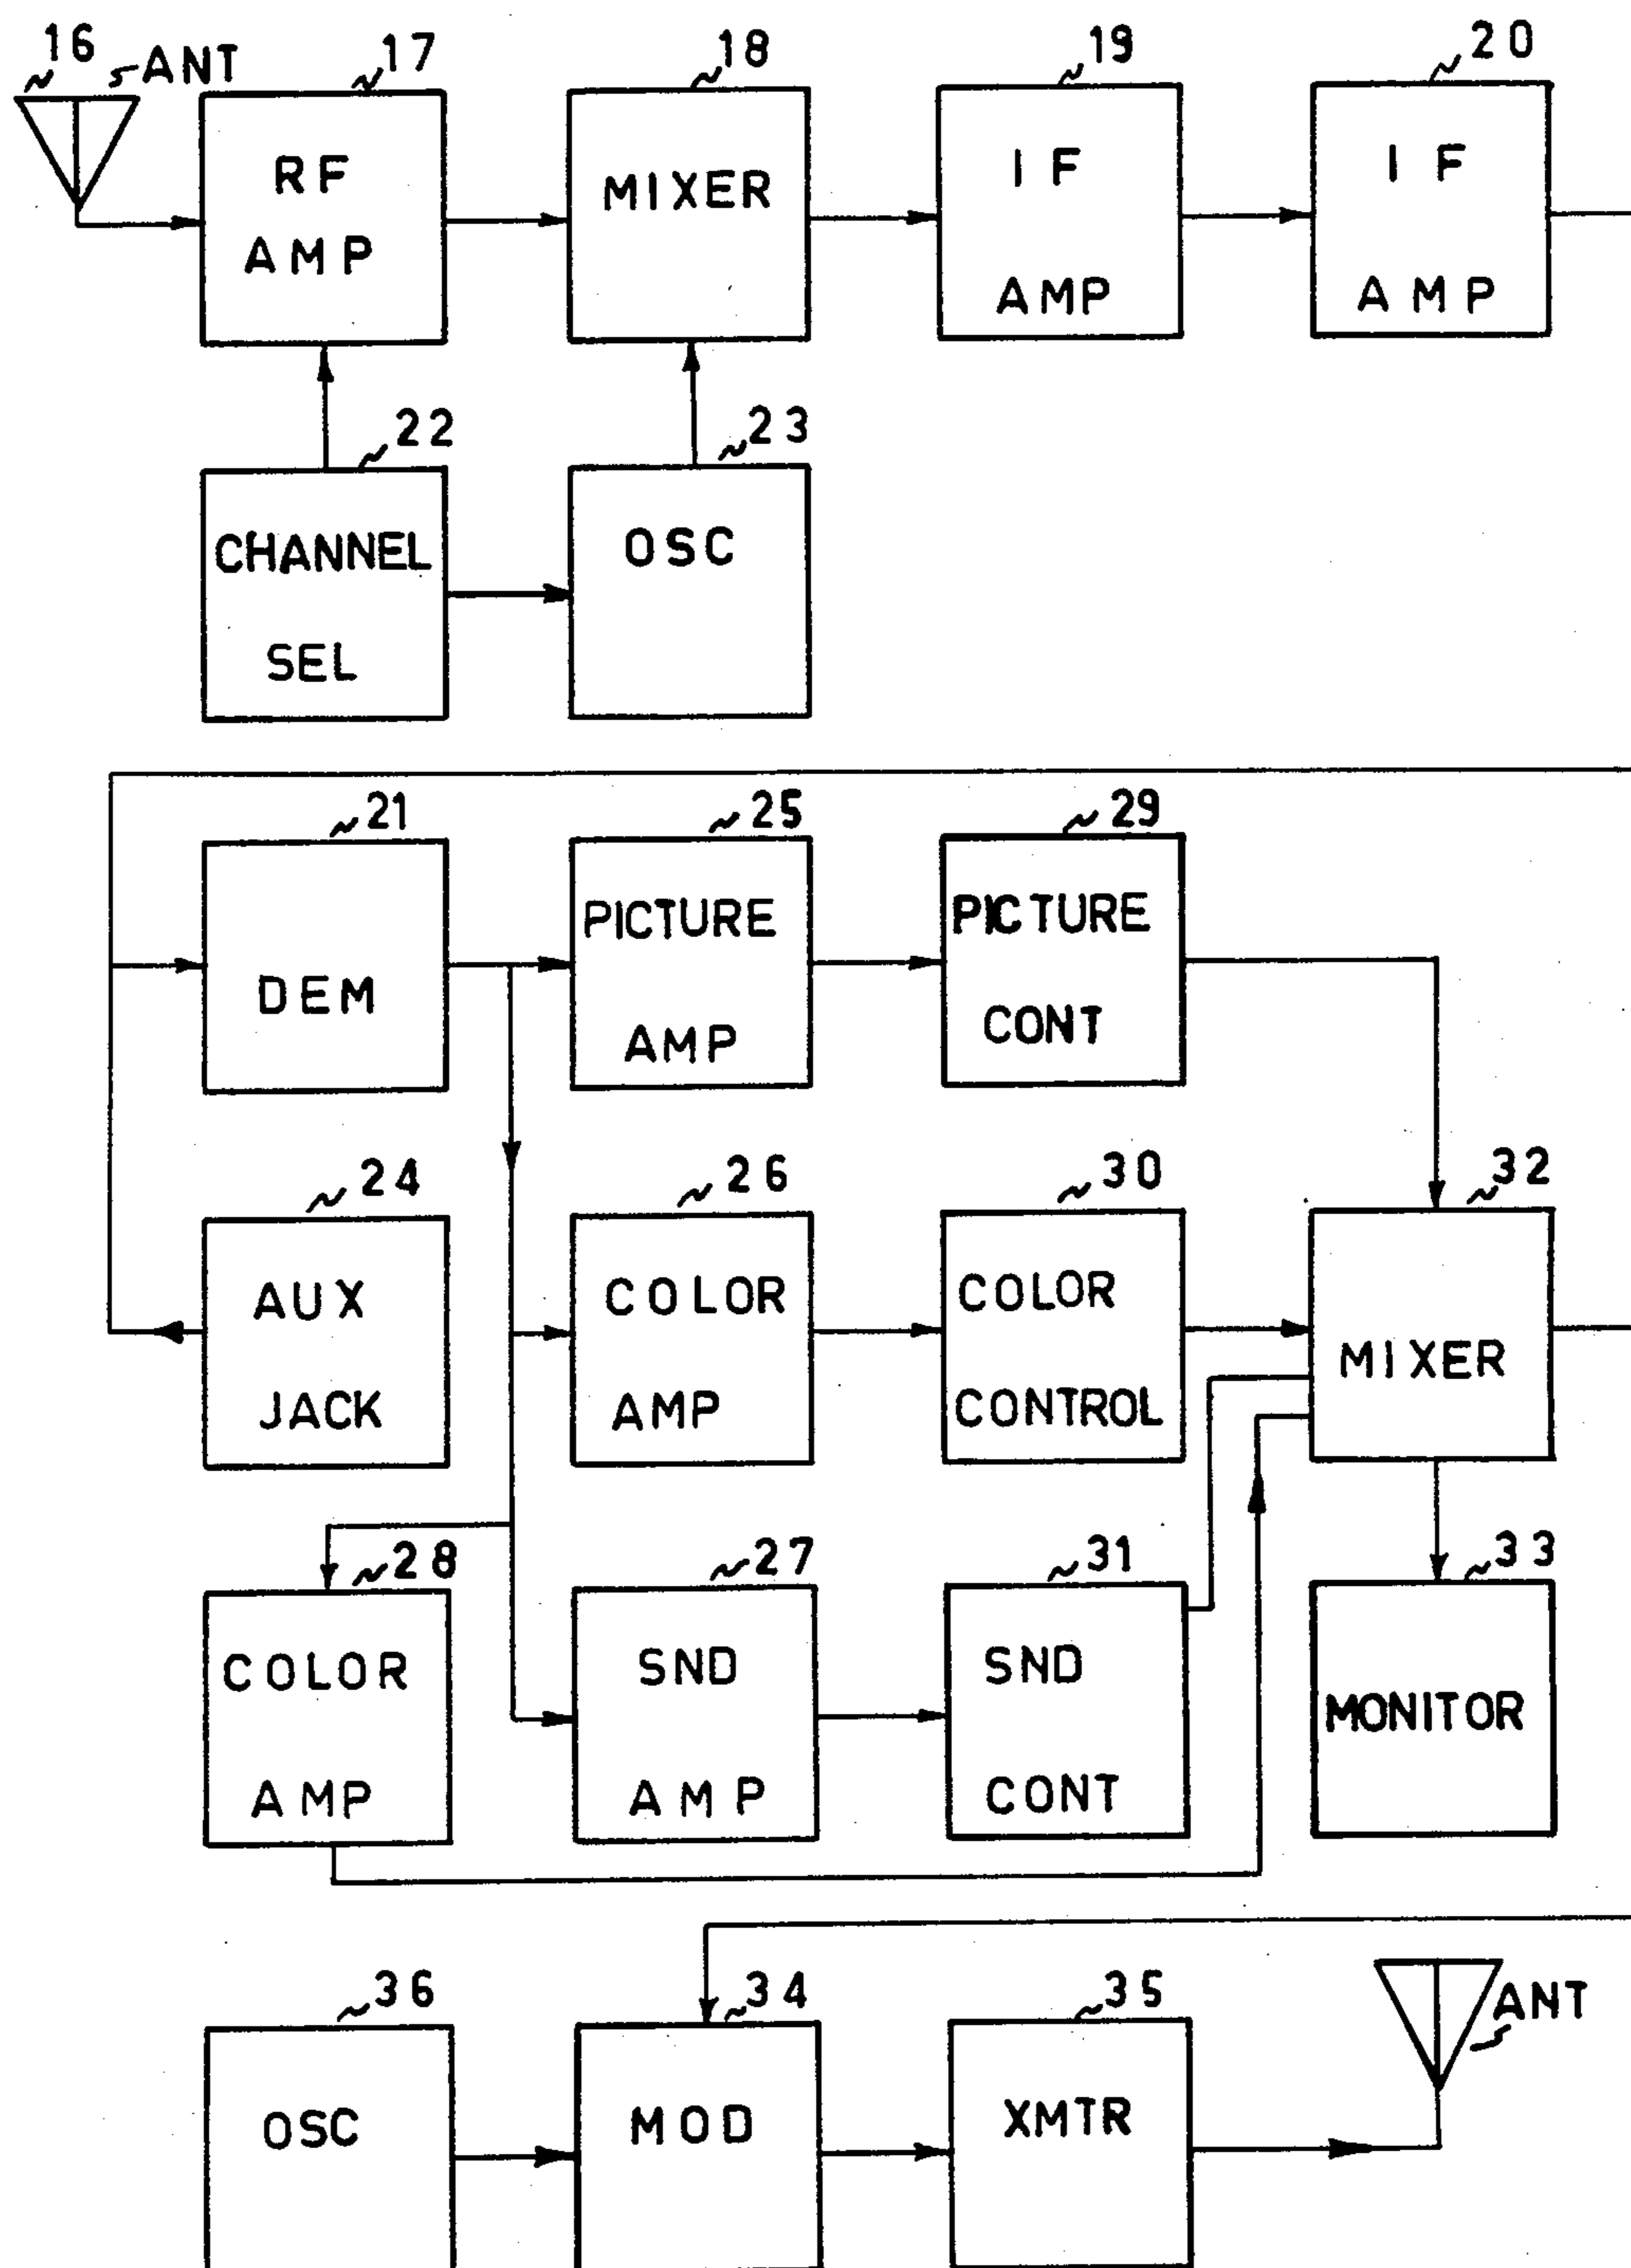 16
ANT
17
18
19
20
RF
AMP
MIXER
IF
AMP
IF
AMP
22
23
CHANNEL
SEL
OSC
21
25
29
DEM
PICTURE
AMP
PICTURE
CONT
24
26
30
32
AUX
JACK
COLOR
AMP
COLOR
CONTROL
MIXER
28
27
31
33
COLOR
AMP
SND
AMP
SND
CONT
MONITOR
36
34
35
ANT
OSC
MOD
XMTR